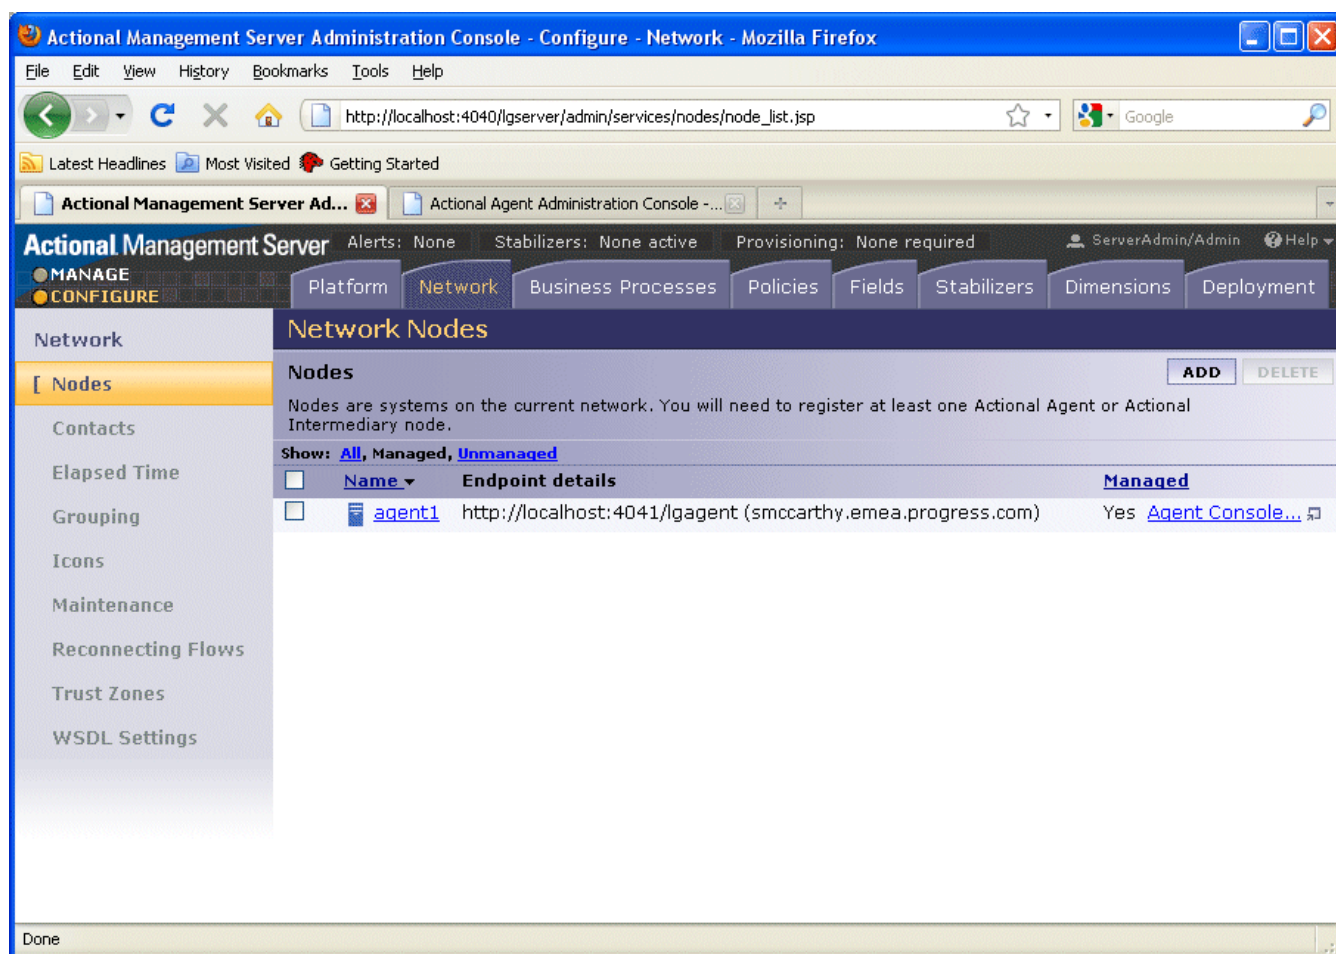 Actional Management Server Administration Console - Configure - Network - Mozilla Firefox
File Edit View History Bookmarks Tools Help
http://localhost:4040/lgserver/admin/services/nodes/node_list.jsp Google
Latest Headlines Most Visited Getting Started
Actional Management Server Ad... Actional Agent Administration Console -...
Actional Management Server Alerts: None Stabilizers: None active Provisioning: None required ServerAdmin/Admin Help
MANAGE
CONFIGURE
Platform Network Business Processes Policies Fields Stabilizers Dimensions Deployment
Network
[ Nodes
Contacts
Elapsed Time
Grouping
Icons
Maintenance
Reconnecting Flows
Trust Zones
WSDL Settings
Network Nodes
Nodes ADD DELETE
Nodes are systems on the current network. You will need to register at least one Actional Agent or Actional
Intermediary node.
Show: All, Managed, Unmanaged
Name Endpoint details Managed
agent1 http://localhost:4041/lgagent (smccarthy.emea.progress.com) Yes Agent Console...
Done